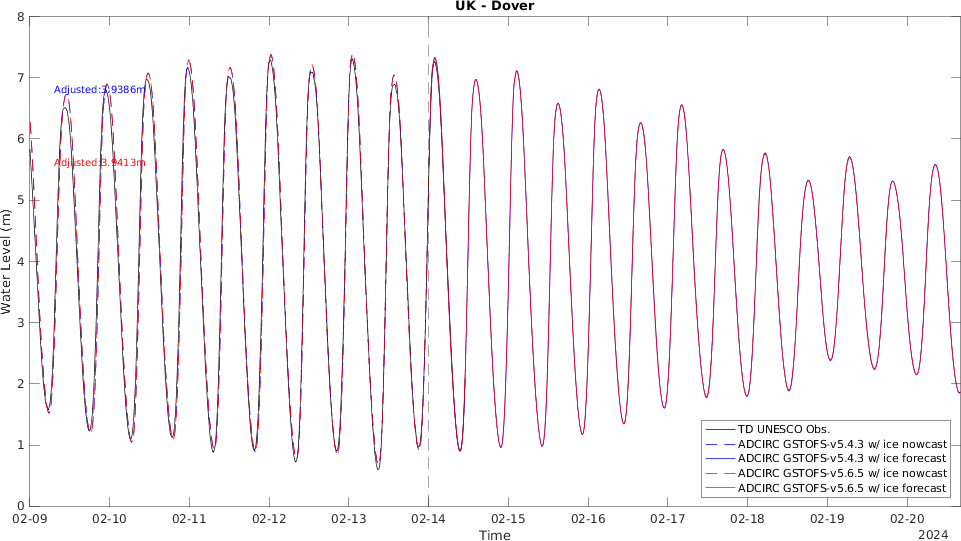 UK - Dover
8
7
6
5
4
3
2
1
0
Water Level (m)
Adjusted:3.9386m
Adjusted:3.9413m
TD UNESCO Obs.
ADCIRC GSTOFS-v5.4.3 w/ ice nowcast
ADCIRC GSTOFS-v5.4.3 w/ ice forecast
ADCIRC GSTOFS-v5.6.5 w/ ice nowcast
ADCIRC GSTOFS-v5.6.5 w/ ice forecast
02-09 02-10 02-11 02-12 02-13 02-14 02-15 02-16 02-17 02-18 02-19 02-20
Time
2024